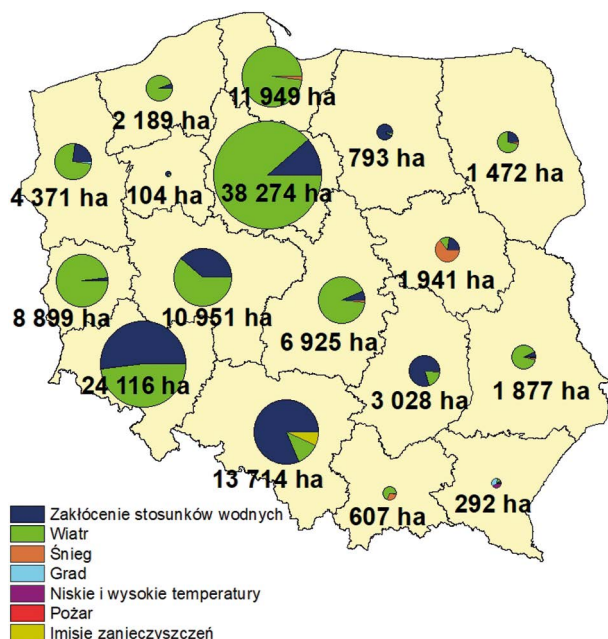 11 949 ha
2 189 ha
793 ha
1 472 ha
4 371 ha
104 ha
38 274 ha
1 941 ha
8 899 ha
10 951 ha
6 925 ha
24 116 ha
3 028 ha
1 877 ha
13 714 ha
607 ha
292 ha
Zakłócenie stosunków wodnych
Wiatr
Śnieg
Grad
Niskie i wysokie temperatury
Pożar
Imisje zanieczyszczeń